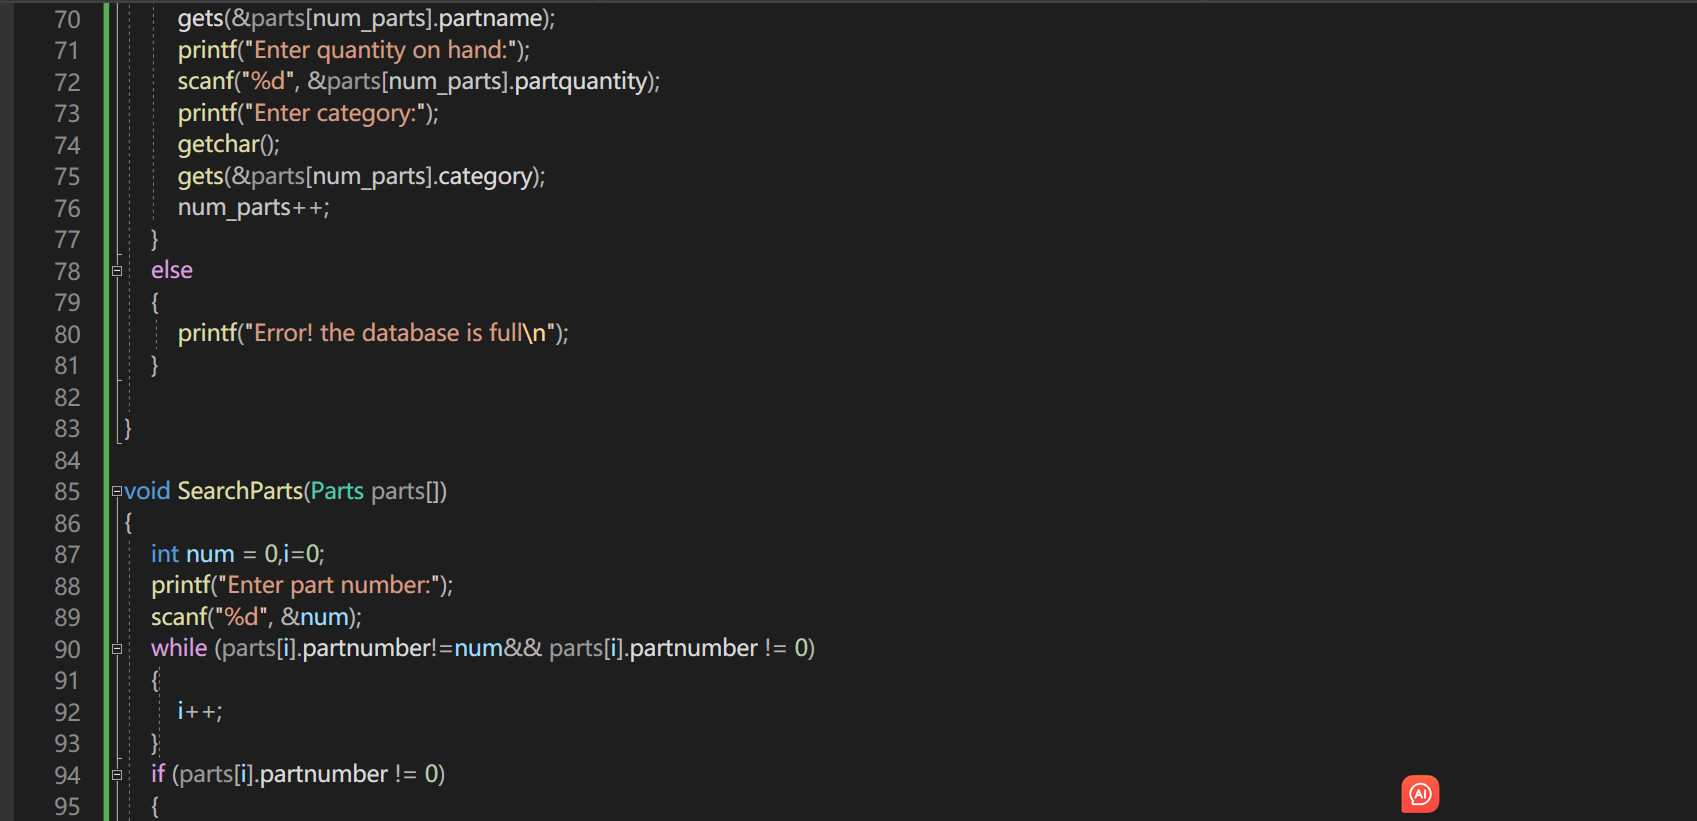 70 gets(&parts[num_parts].partname);
71 printf("Enter quantity on hand:");
72 scanf("%d", &parts[num_parts].partquantity);
73 printf("Enter category:");
74 getchar();
75 gets(&parts[num_parts].category);
76 num_parts++;
77 }
78 else
79 {
80 printf("Error! the database is full\n");
81 }
82
83 }
84
85 void SearchParts(Parts parts[])
86 {
87 int num = 0,i=0;
88 printf("Enter part number:");
89 scanf("%d", &num);
90 while (parts[i].partnumber!=num&& parts[i].partnumber != 0)
91 {
92 i++;
93 }
94 if (parts[i].partnumber != 0)
95 {
AI